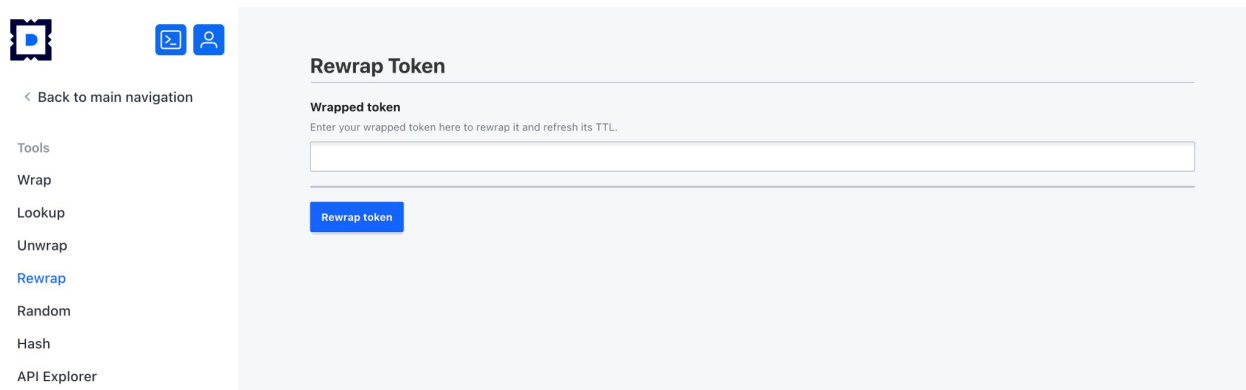 Back to main navigation
Tools
Wrap
Lookup
Unwrap
Rewrap
Random
Hash
API Explorer
Rewrap Token
Wrapped token
Enter your wrapped token here to rewrap it and refresh its TTL.
Rewrap token